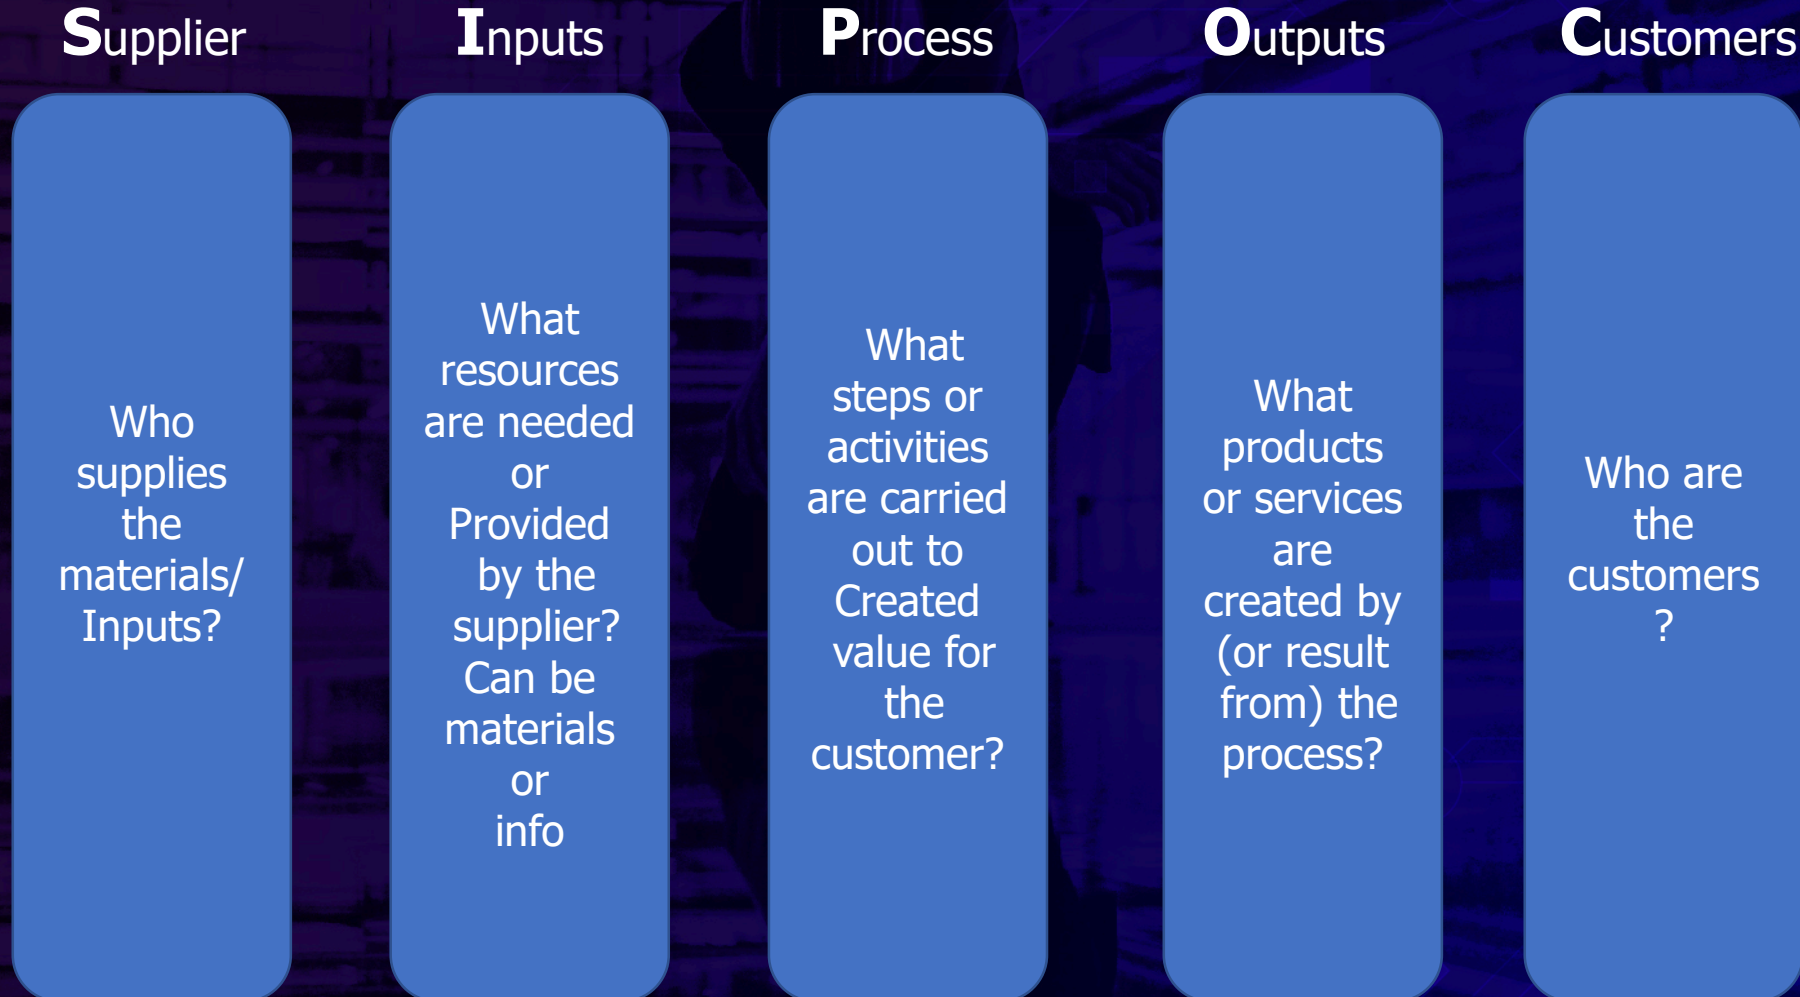 Supplier
Inputs
Process
Outputs
Customers
Who
supplies
the
materials/
Inputs?
What
resources
are needed
or
Provided
by the
supplier?
Can be
materials
or
info
What
steps or
activities
are carried
out to
Created
value for
the
customer?
What
products
or services
are
created by
(or result
from) the
process?
Who are
the
customers
?